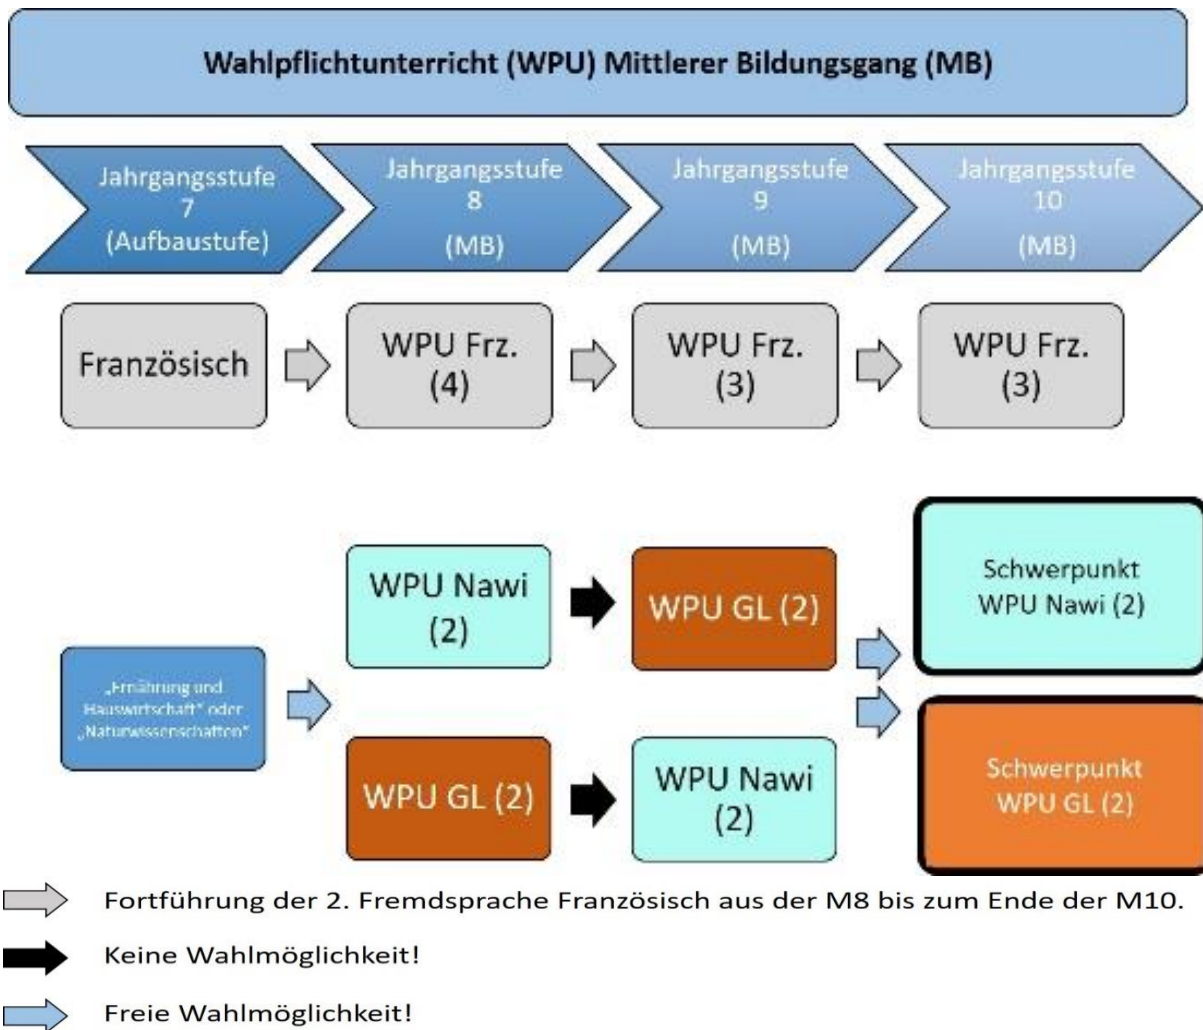 Wahlpflichtunterricht (WPU) Mittlerer Bildungsgang (MB)
Jahrgangsstufe
7
(Aufbaustufe)
Jahrgangsstufe
8
(MB)
Jahrgangsstufe
9
(MB)
Jahrgangsstufe
10
(MB)
Französisch
WPU Frz.
(4)
WPU Frz.
(3)
WPU Frz.
(3)
„Ernährung und
Hauswirtschaft“ oder
„Naturwissenschaften“
WPU Nawi
(2)
WPU GL (2)
Schwerpunkt
WPU Nawi (2)
WPU GL (2)
WPU Nawi
(2)
Schwerpunkt
WPU GL (2)
Fortführung der 2. Fremdsprache Französisch aus der M8 bis zum Ende der M10.
Keine Wahlmöglichkeit!
Freie Wahlmöglichkeit!